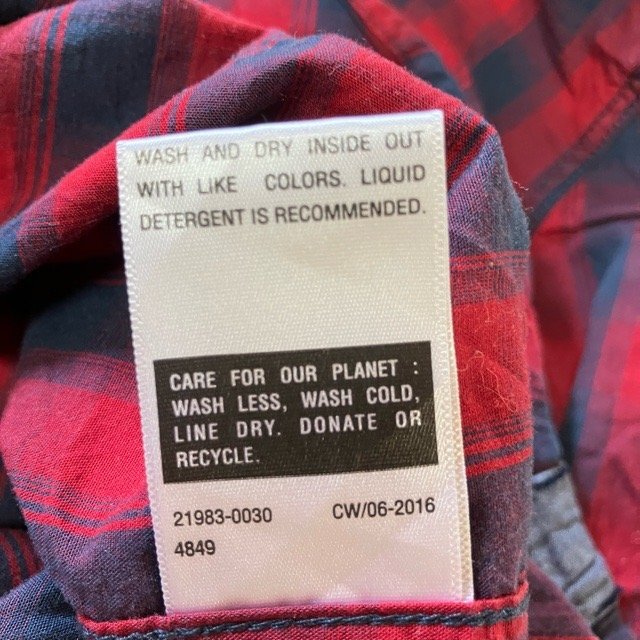 WASH AND DRY INSIDE OUT
WITH LIKE COLORS. LIQUID
DETERGENT IS RECOMMENDED.
CARE FOR OUR PLANET :
WASH LESS, WASH COLD,
LINE DRY. DONATE OR
RECYCLE.
21983-0030 CW/06-2016
4849